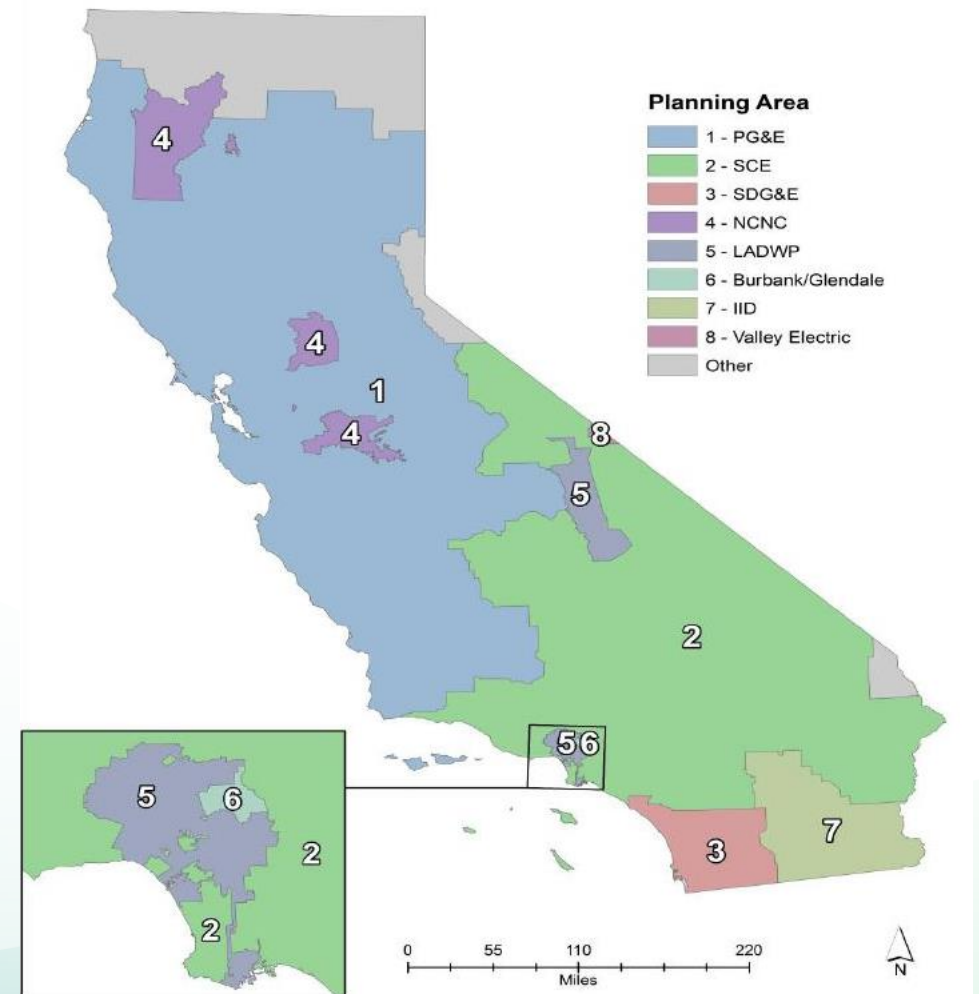 Planning Area
1 - PG&E
2 - SCE
3 - SDG&E
4 - NCNC
5 - LADWP
6 - Burbank/Glendale
7 - IID
8 - Valley Electric
Other
4
4
1
4
8
5
2
5 6
3
7
5
6
2
2
0 55 110 220
Miles
N